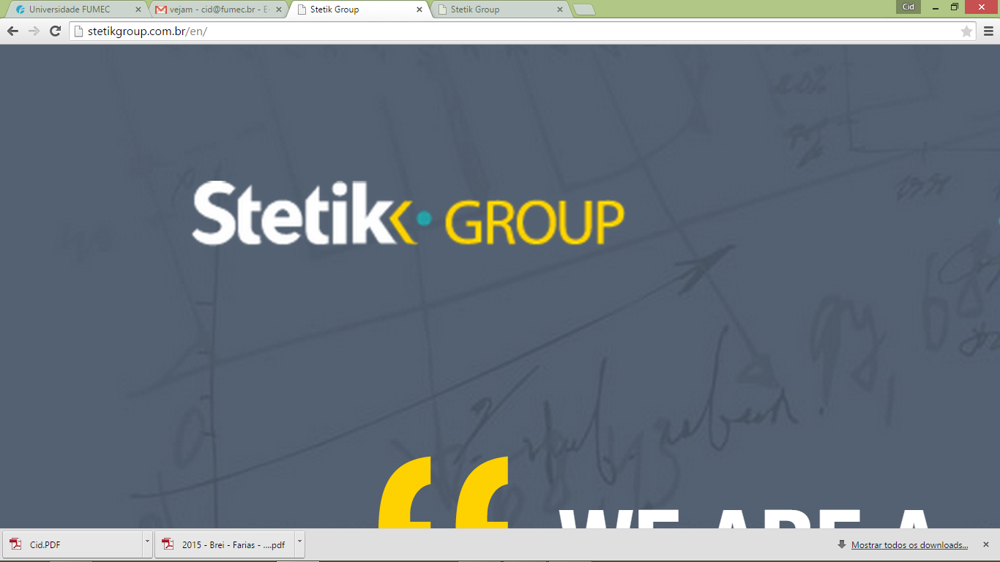 Universidade FUMEC
vejam - cid@fumec.br - E-
Stetik Group
Stetik Group
Cid
stetikgroup.com.br/en/
Stetik GROUP
“
WE ARE A
Cid.PDF
2015 - Brei - Farias - ....pdf
Mostrar todos os downloads...